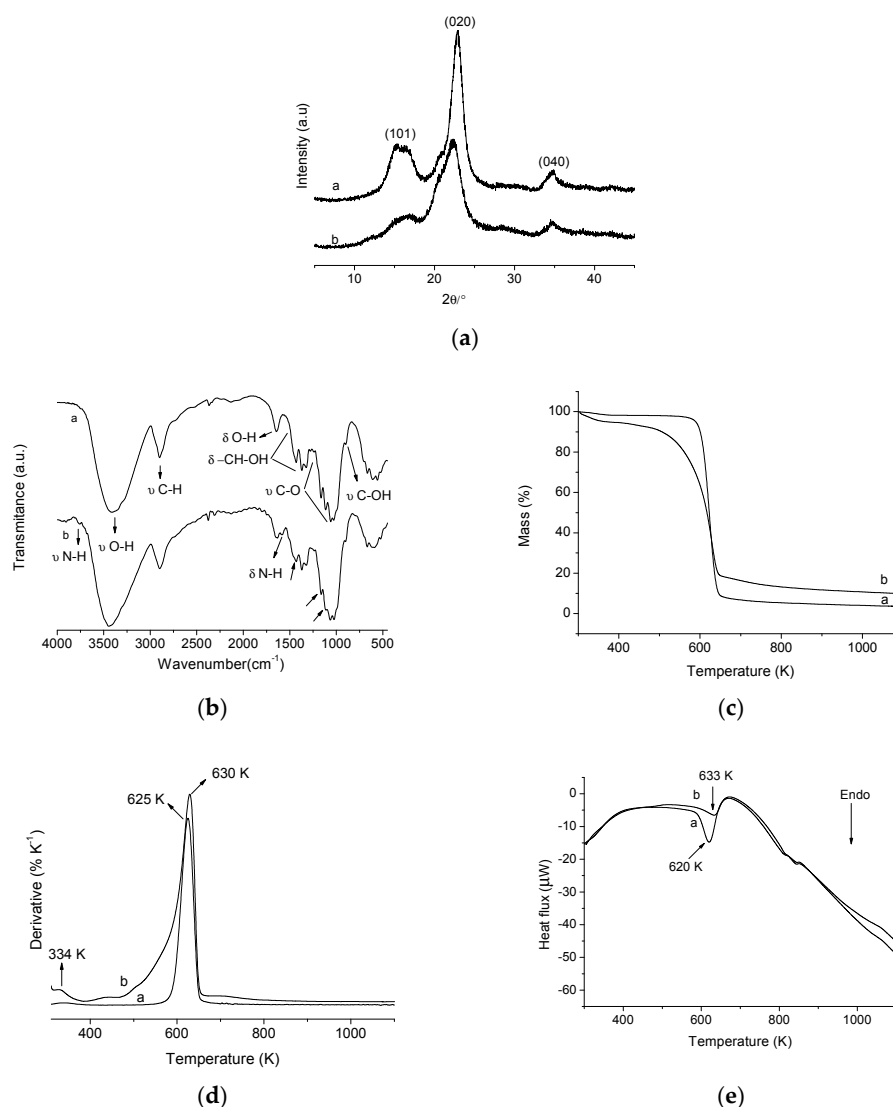 (020)
(101)
(040)
a
b
Intensity (a.u)
10 20 30 40
2θ/°
(a)
a
δ O-H
δ –CH-OH
υ C-H
υ C-O
υ C-OH
b
υ N-H
υ O-H
δ N-H
Transmitance (a.u.)
4000 3500 3000 2500 2000 1500 1000 500
Wavenumber(cm-1)
(b)
100
80
60
40
20
0
b
a
Mass (%)
400 600 800 1000
Temperature (K)
(c)
630 K
625 K
334 K
b
a
Derivative (% K-1)
400 600 800 1000
Temperature (K)
(d)
0
-10
-20
-30
-40
-50
-60
633 K
Endo
b
a
620 K
Heat flux (μW)
400 600 800 1000
Temperature (K)
(e)